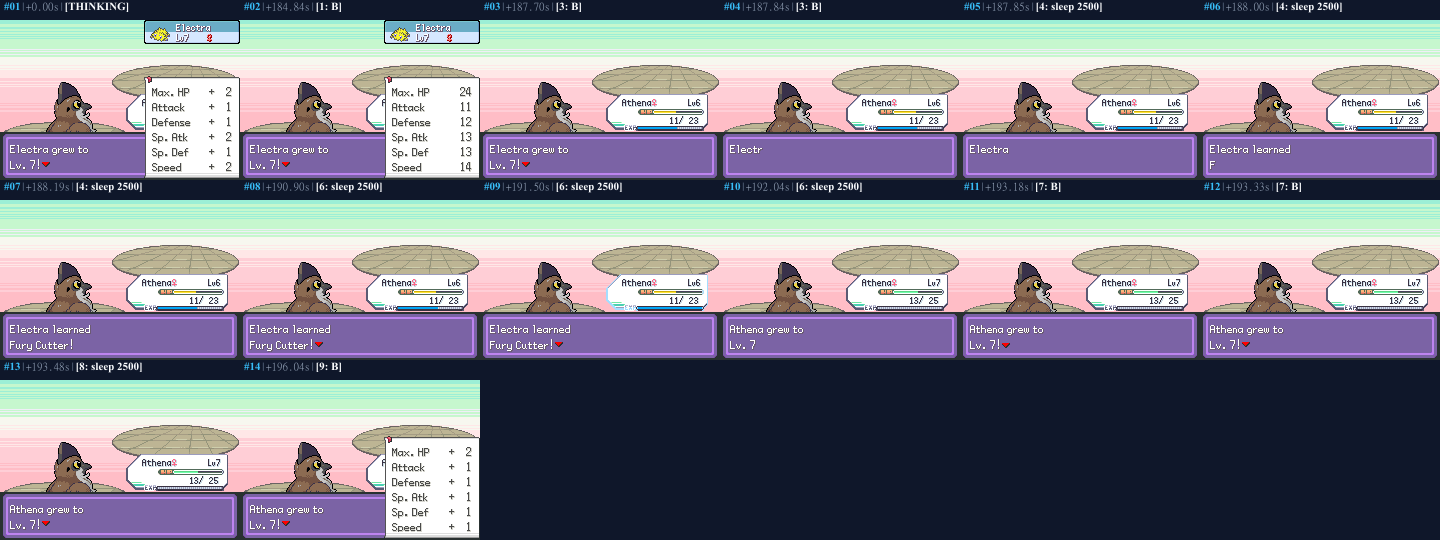 #01|+0.00s|[THINKING]
Electra
Lv7
Max. HP + 2
Attack + 1
Defense + 1
Sp. Atk + 2
Sp. Def + 1
Speed + 2
Electra grew to
Lv. 7!
#02|+184.84s|[1: B]
Electra
Lv7
Max. HP 24
Attack 11
Defense 12
Sp. Atk 13
Sp. Def 13
Speed 14
Electra grew to
Lv. 7!
#03|+187.70s|[3: B]
Athena♀ Lv6
11/ 23
EXP
Electra grew to
Lv. 7!
#04|+187.84s|[3: B]
Athena♀ Lv6
11/ 23
EXP
Electr
#05|+187.85s|[4: sleep 2500]
Athena♀ Lv6
11/ 23
EXP
Electra
#06|+188.00s|[4: sleep 2500]
Athena♀ Lv6
11/ 23
EXP
Electra learned
F
#07|+188.19s|[4: sleep 2500]
Athena♀ Lv6
11/ 23
EXP
Electra learned
Fury Cutter!
#08|+190.90s|[6: sleep 2500]
Athena♀ Lv6
11/ 23
EXP
Electra learned
Fury Cutter!
#09|+191.50s|[6: sleep 2500]
Athena♀ Lv6
11/ 23
Electra learned
Fury Cutter!
#10|+192.04s|[6: sleep 2500]
Athena♀ Lv7
13/ 25
EXP
Athena grew to
Lv. 7
#11|+193.18s|[7: B]
Athena♀ Lv7
13/ 25
EXP
Athena grew to
Lv. 7!
#12|+193.33s|[7: B]
Athena♀ Lv7
13/ 25
EXP
Athena grew to
Lv. 7!
#13|+193.48s|[8: sleep 2500]
Athena♀ Lv7
13/ 25
EXP
Athena grew to
Lv. 7!
#14|+196.04s|[9: B]
Max. HP + 2
Attack + 1
Defense + 1
Sp. Atk + 1
Sp. Def + 1
Speed + 1
Athena grew to
Lv. 7!